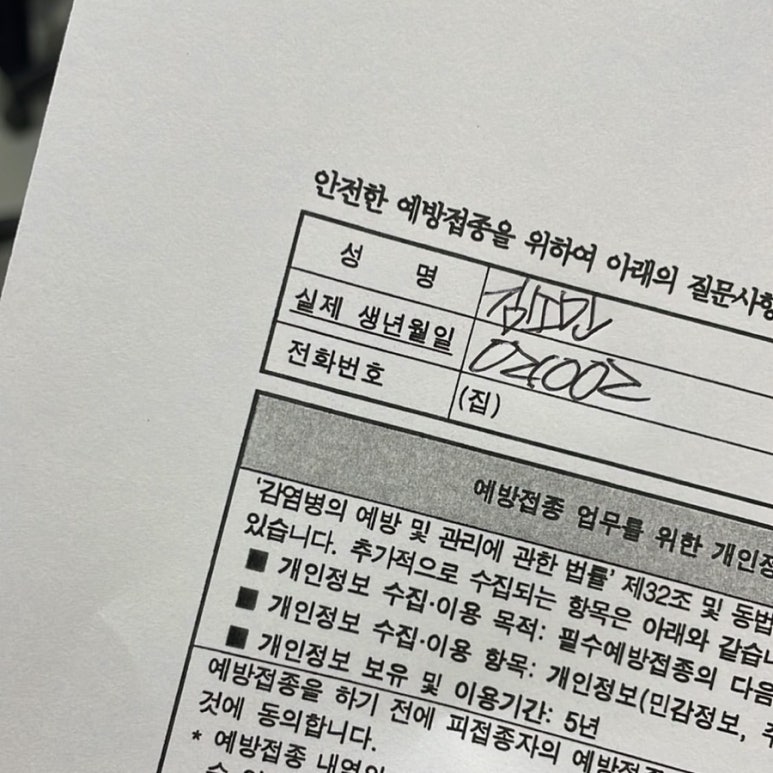 안전한 예방접종을 위하여 아래의 질문사항
성 명 김지민
실제 생년월일 021002
전화번호 (집)
예방접종 업무를 위한 개인정
'감염병의 예방 및 관리에 관한 법률' 제32조 및 동법
있습니다. 추가적으로 수집되는 항목은 아래와 같습니
■ 개인정보 수집·이용 목적: 필수예방접종의 다음
■ 개인정보 수집·이용 항목: 개인정보(민감정보, 주
■ 개인정보 보유 및 이용기간: 5년
예방접종을 하기 전에 피접종자의 예방접종
것에 동의합니다.
* 예방접종 내역의